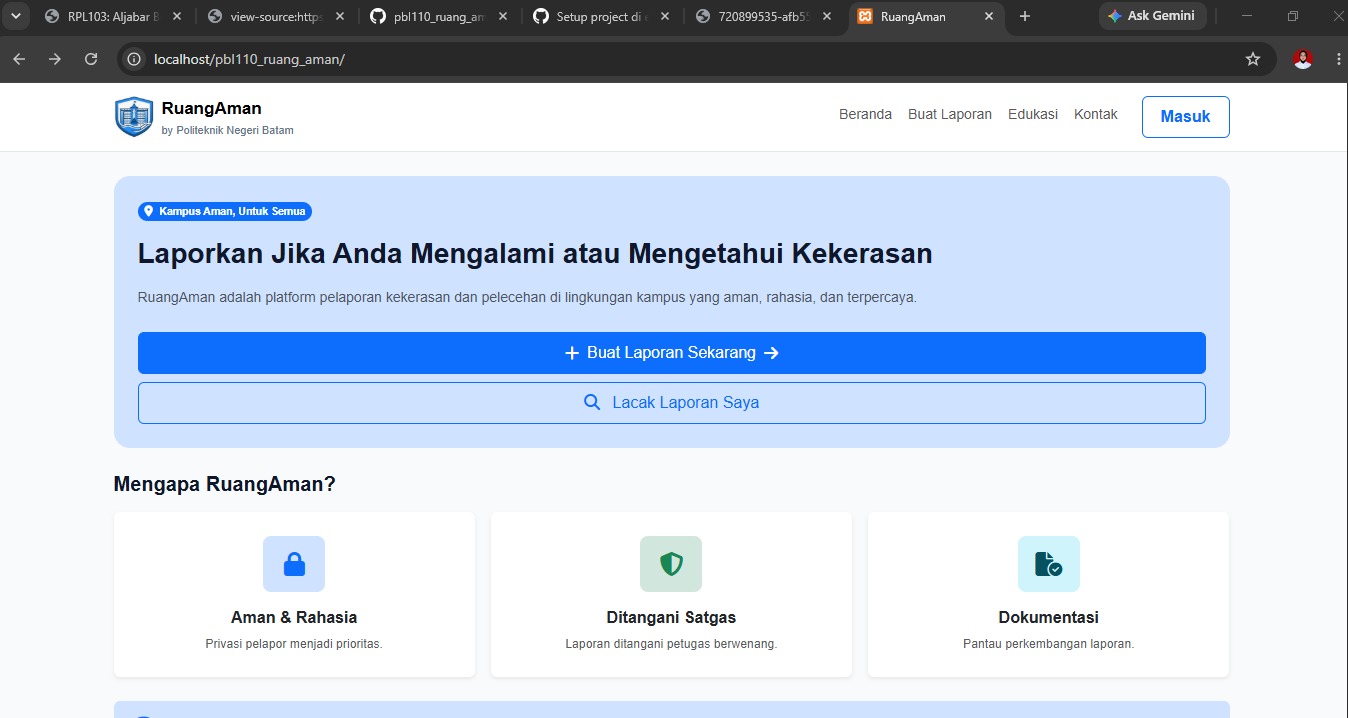 RPL103: Aljabar B
view-source:https
pbl110_ruang_am
Setup project di
720899535-afb55
RuangAman
Ask Gemini
localhost/pbl110_ruang_aman/
RuangAman
by Politeknik Negeri Batam
Beranda
Buat Laporan
Edukasi
Kontak
Masuk
Kampus Aman, Untuk Semua
Laporkan Jika Anda Mengalami atau Mengetahui Kekerasan
RuangAman adalah platform pelaporan kekerasan dan pelecehan di lingkungan kampus yang aman, rahasia, dan terpercaya.
Buat Laporan Sekarang
Lacak Laporan Saya
Mengapa RuangAman?
Aman & Rahasia
Privasi pelapor menjadi prioritas.
Ditangani Satgas
Laporan ditangani petugas berwenang.
Dokumentasi
Pantau perkembangan laporan.